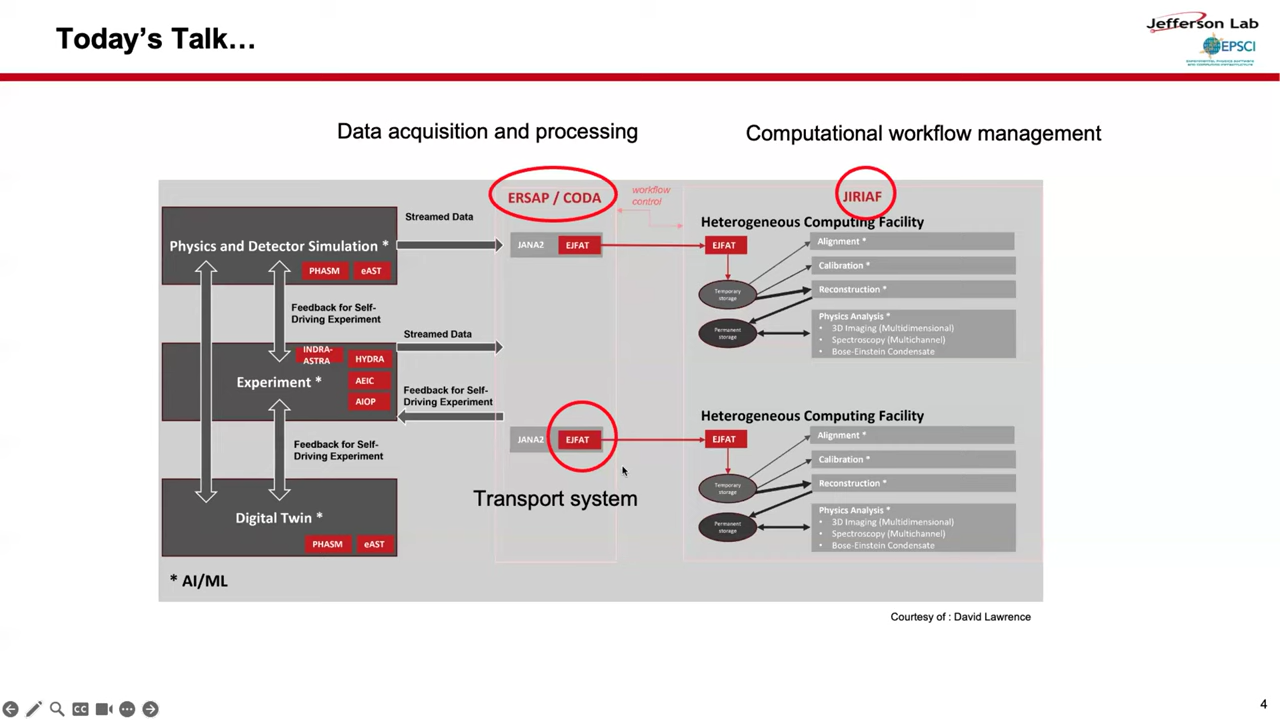 Today's Talk…
Jefferson Lab
EPSCI
Data acquisition and processing
Computational workflow management
ERSAP / CODA
workflow
control
JIRIAF
Streamed Data
Heterogeneous Computing Facility
Physics and Detector Simulation *
PHASM
eAST
JANA2
EJFAT
EJFAT
Alignment *
Calibration *
Temporary
storage
Reconstruction *
Feedback for Self-
Driving Experiment
Permanent
storage
Physics Analysis *
• 3D Imaging (Multidimensional)
• Spectroscopy (Multichannel)
• Bose-Einstein Condensate
Streamed Data
INDRA-
ASTRA
HYDRA
Experiment *
AEIC
AIOP
Feedback for Self-
Driving Experiment
Heterogeneous Computing Facility
JANA2
EJFAT
EJFAT
Alignment *
Calibration *
Feedback for Self-
Driving Experiment
Temporary
storage
Reconstruction *
Transport system
Permanent
storage
Physics Analysis *
• 3D Imaging (Multidimensional)
• Spectroscopy (Multichannel)
• Bose-Einstein Condensate
Digital Twin *
PHASM
eAST
* AI/ML
Courtesy of : David Lawrence
CC
4